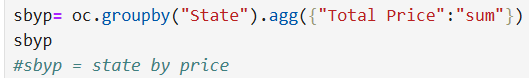 sbyp= oc.groupby("State").agg({"Total Price":"sum"})
sbyp
#sbyp = state by price